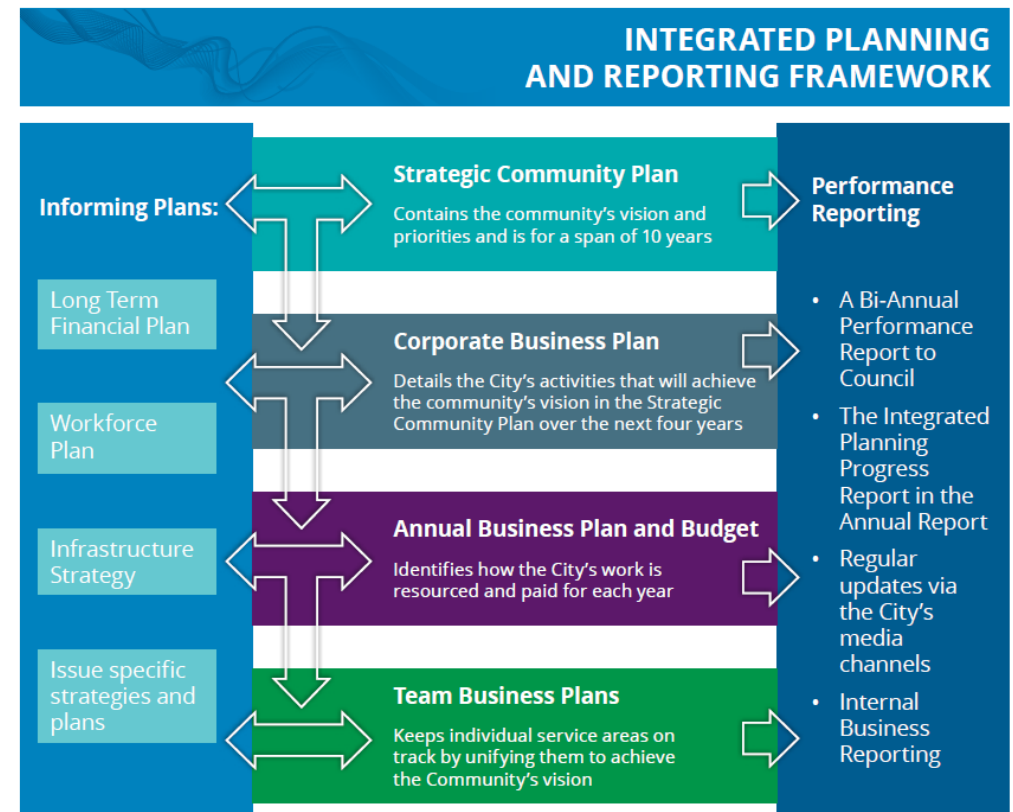 INTEGRATED PLANNING
AND REPORTING FRAMEWORK
Informing Plans:
Long Term
Financial Plan
Workforce
Plan
Infrastructure
Strategy
Issue specific
strategies and
plans
Strategic Community Plan
Contains the community’s vision and
priorities and is for a span of 10 years
Corporate Business Plan
Details the City’s activities that will achieve
the community’s vision in the Strategic
Community Plan over the next four years
Annual Business Plan and Budget
Identifies how the City’s work is
resourced and paid for each year
Team Business Plans
Keeps individual service areas on
track by unifying them to achieve
the Community’s vision
Performance
Reporting
• A Bi-Annual
Performance
Report to
Council
• The Integrated
Planning
Progress
Report in the
Annual Report
• Regular
updates via
the City’s
media
channels
• Internal
Business
Reporting